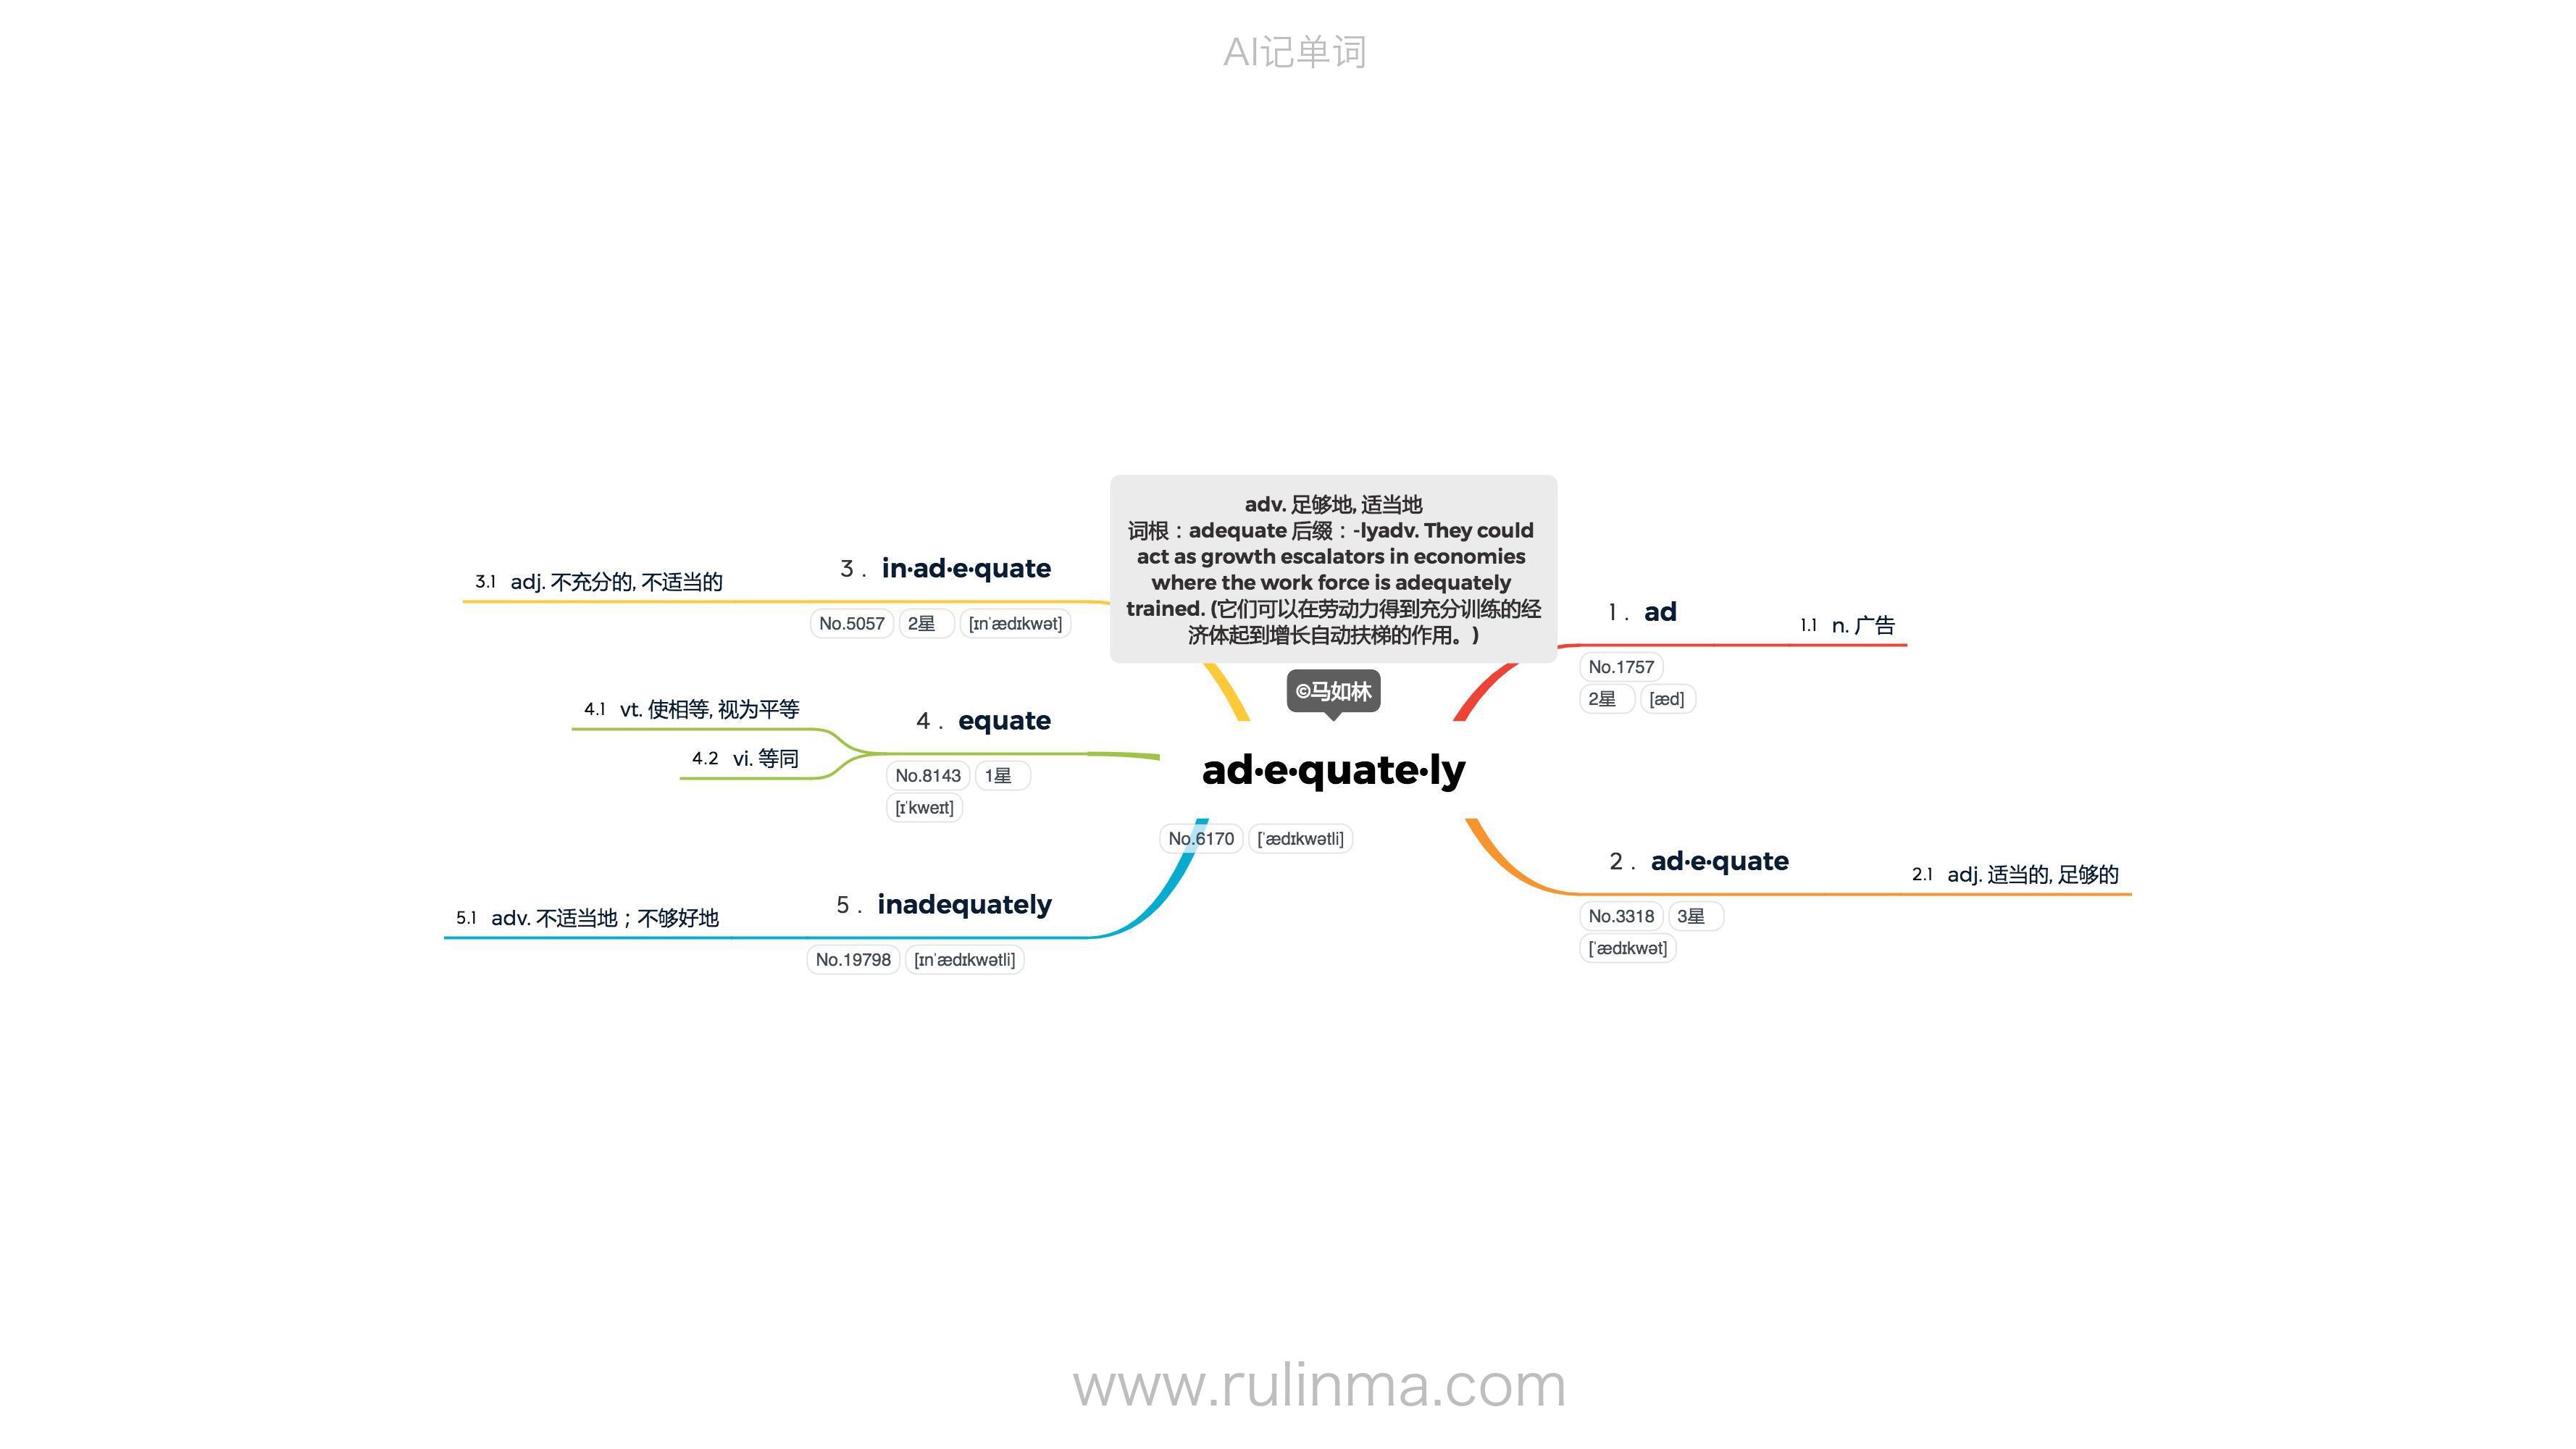 AI记单词
adv. 足够地, 适当地
词根：adequate 后缀：-lyadv. They could
act as growth escalators in economies
where the work force is adequately
trained. (它们可以在劳动力得到充分训练的经
济体起到增长自动扶梯的作用。)
©马如林
ad·e·quate·ly
No.6170 [ˈædɪkwətli]
1. ad
No.1757
2星 [æd]
1.1 n. 广告
2. ad·e·quate
No.3318 3星
[ˈædɪkwət]
2.1 adj. 适当的, 足够的
3. in·ad·e·quate
No.5057 2星 [ɪnˈædɪkwət]
3.1 adj. 不充分的, 不适当的
4. equate
No.8143 1星
[ɪˈkweɪt]
4.1 vt. 使相等, 视为平等
4.2 vi. 等同
5. inadequately
No.19798 [ɪnˈædɪkwətli]
5.1 adv. 不适当地；不够好地
www.rulinma.com